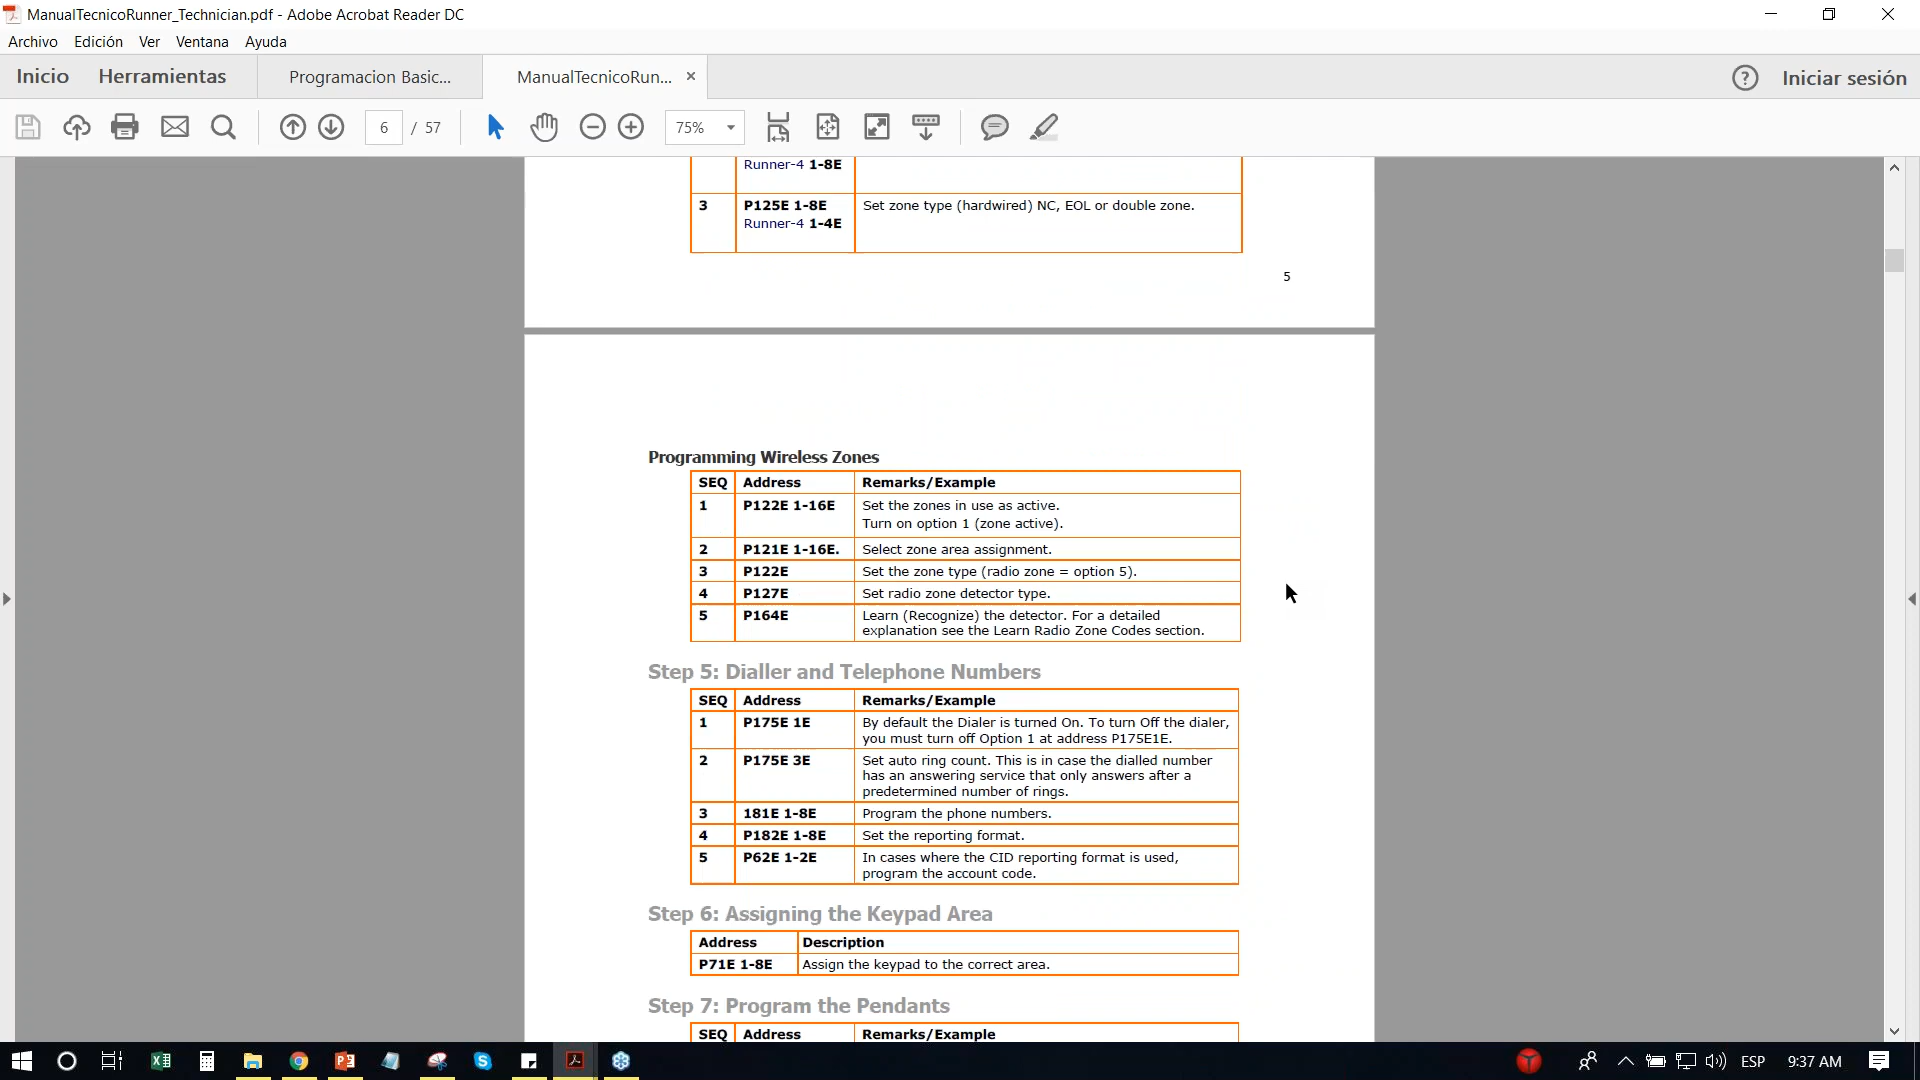 ManualTecnicoRunner_Technician.pdf - Adobe Acrobat Reader DC
Archivo Edición Ver Ventana Ayuda
Inicio Herramientas Programacion Basic... ManualTecnicoRun... × ? Iniciar sesión
6 / 57 75%
Runner-4 1-8E
3 P125E 1-8E Set zone type (hardwired) NC, EOL or double zone.
Runner-4 1-4E
5
Programming Wireless Zones
SEQ Address Remarks/Example
1 P122E 1-16E Set the zones in use as active.
Turn on option 1 (zone active).
2 P121E 1-16E. Select zone area assignment.
3 P122E Set the zone type (radio zone = option 5).
4 P127E Set radio zone detector type.
5 P164E Learn (Recognize) the detector. For a detailed
explanation see the Learn Radio Zone Codes section.
Step 5: Dialler and Telephone Numbers
SEQ Address Remarks/Example
1 P175E 1E By default the Dialer is turned On. To turn Off the dialer,
you must turn off Option 1 at address P175E1E.
2 P175E 3E Set auto ring count. This is in case the dialled number
has an answering service that only answers after a
predetermined number of rings.
3 181E 1-8E Program the phone numbers.
4 P182E 1-8E Set the reporting format.
5 P62E 1-2E In cases where the CID reporting format is used,
program the account code.
Step 6: Assigning the Keypad Area
Address Description
P71E 1-8E Assign the keypad to the correct area.
Step 7: Program the Pendants
SEQ Address Remarks/Example
ESP 9:37 AM